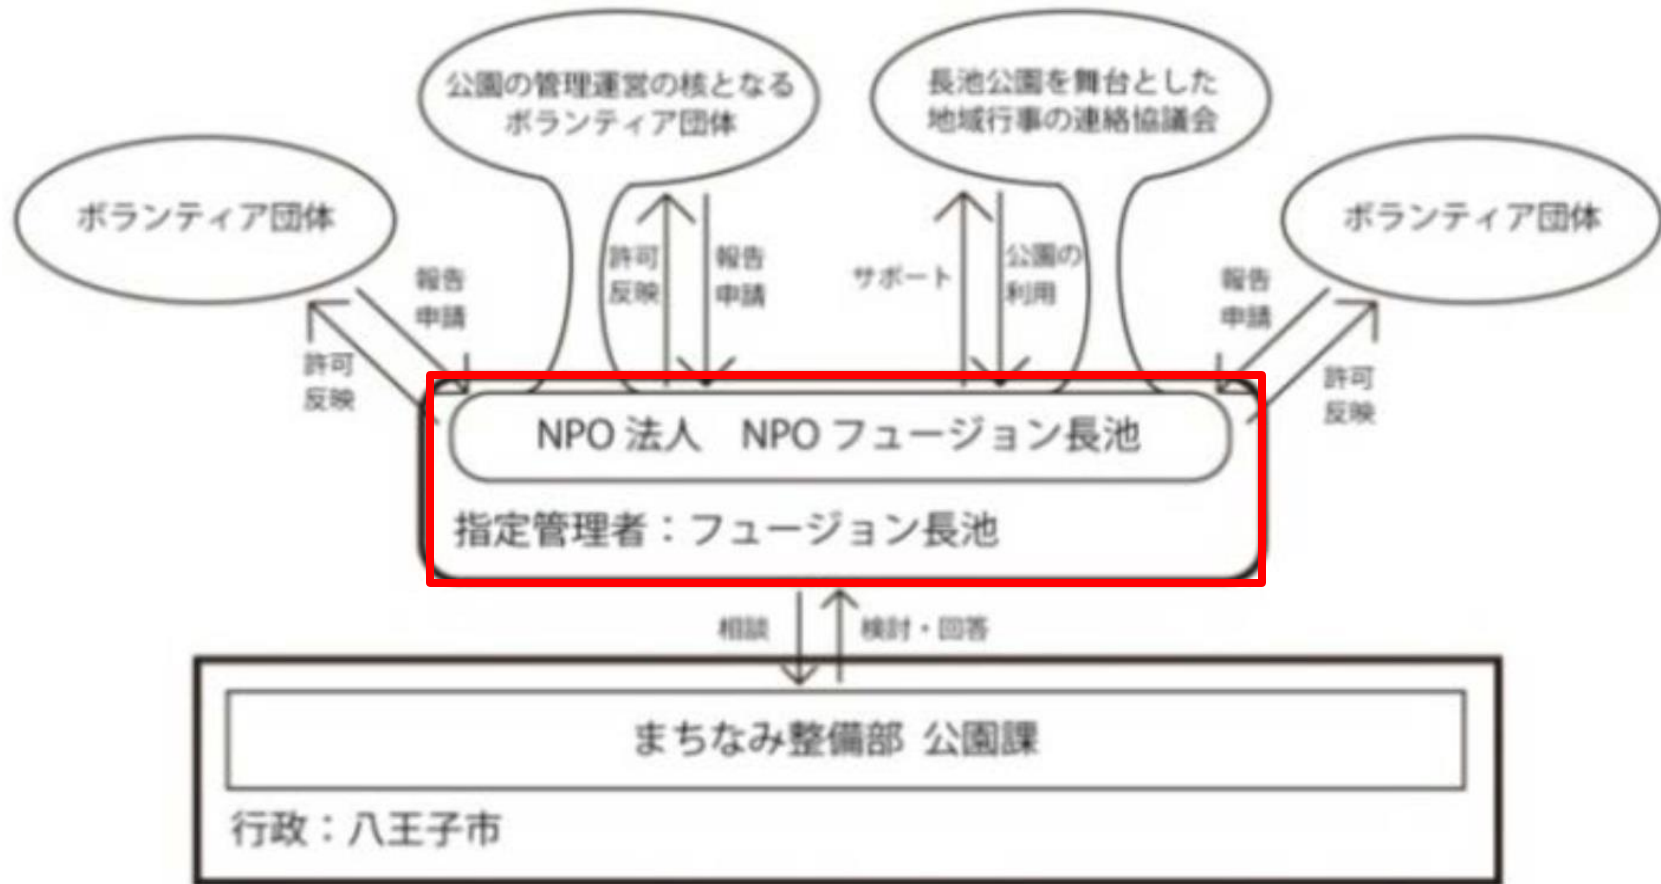 公園の管理運営の核となる
ボランティア団体
長池公園を舞台とした
地域行事の連絡協議会
ボランティア団体
ボランティア団体
報告
申請
許可
反映
許可
反映
報告
申請
サポート
公園の
利用
報告
申請
許可
反映
NPO 法人　NPO フュージョン長池
指定管理者：フュージョン長池
相談
検討・回答
まちなみ整備部 公園課
行政：八王子市